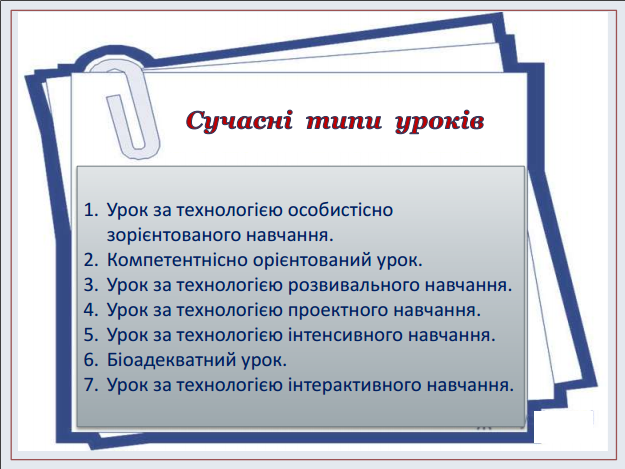 Сучасні типи уроків
1. Урок за технологією особистісно
зорієнтованого навчання.
2. Компетентнісно орієнтований урок.
3. Урок за технологією розвивального навчання.
4. Урок за технологією проектного навчання.
5. Урок за технологією інтенсивного навчання.
6. Біоадекватний урок.
7. Урок за технологією інтерактивного навчання.